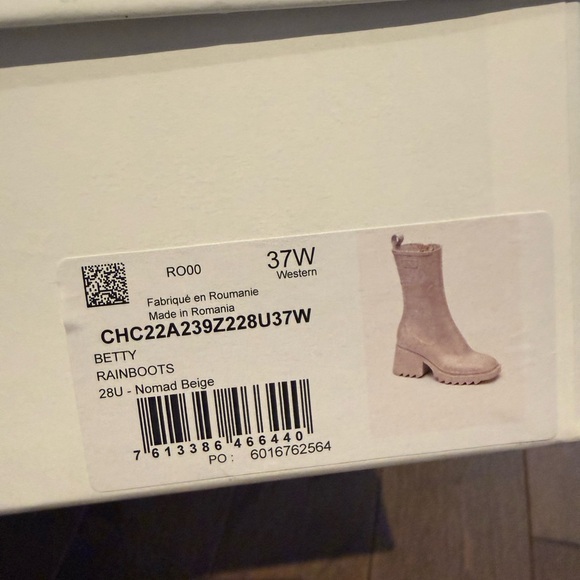 RO00
37W
Western
Fabriqué en Roumanie
Made in Romania
CHC22A239Z228U37W
BETTY
RAINBOOTS
28U - Nomad Beige
7 613386 466440
PO : 6016762564